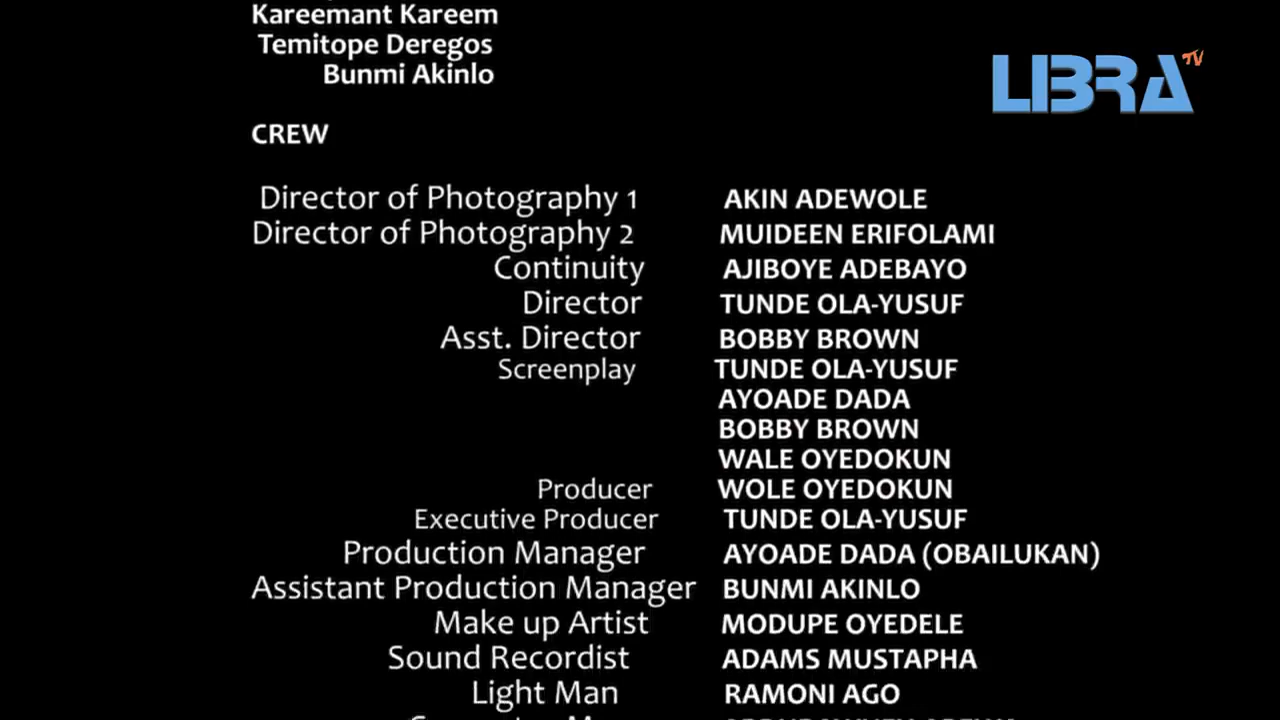 Kareemant Kareem
Temitope Deregos
Bunmi Akinlo
LIBRA TV
CREW
Director of Photography 1 AKIN ADEWOLE
Director of Photography 2 MUIDEEN ERIFOLAMI
Continuity AJIBOYE ADEBAYO
Director TUNDE OLA-YUSUF
Asst. Director BOBBY BROWN
Screenplay TUNDE OLA-YUSUF
AYOADE DADA
BOBBY BROWN
WALE OYEDOKUN
Producer WOLE OYEDOKUN
Executive Producer TUNDE OLA-YUSUF
Production Manager AYOADE DADA (OBAILUKAN)
Assistant Production Manager BUNMI AKINLO
Make up Artist MODUPE OYEDELE
Sound Recordist ADAMS MUSTAPHA
Light Man RAMONI AGO